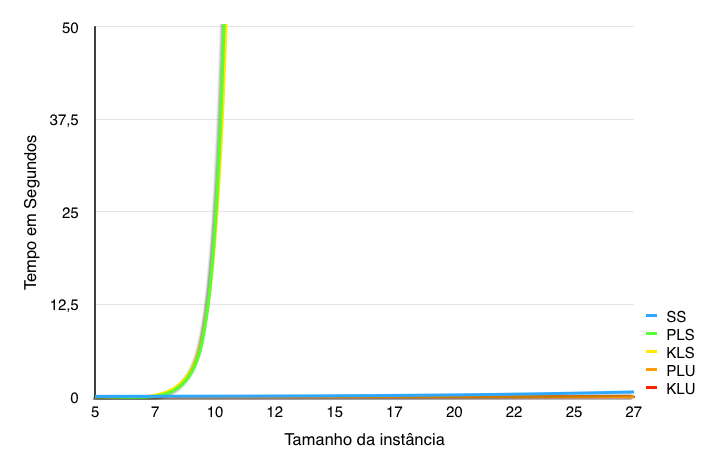 50
37,5
25
12,5
0
Tempo em Segundos
5 7 10 12 15 17 20 22 25 27
Tamanho da instância
SS
PLS
KLS
PLU
KLU